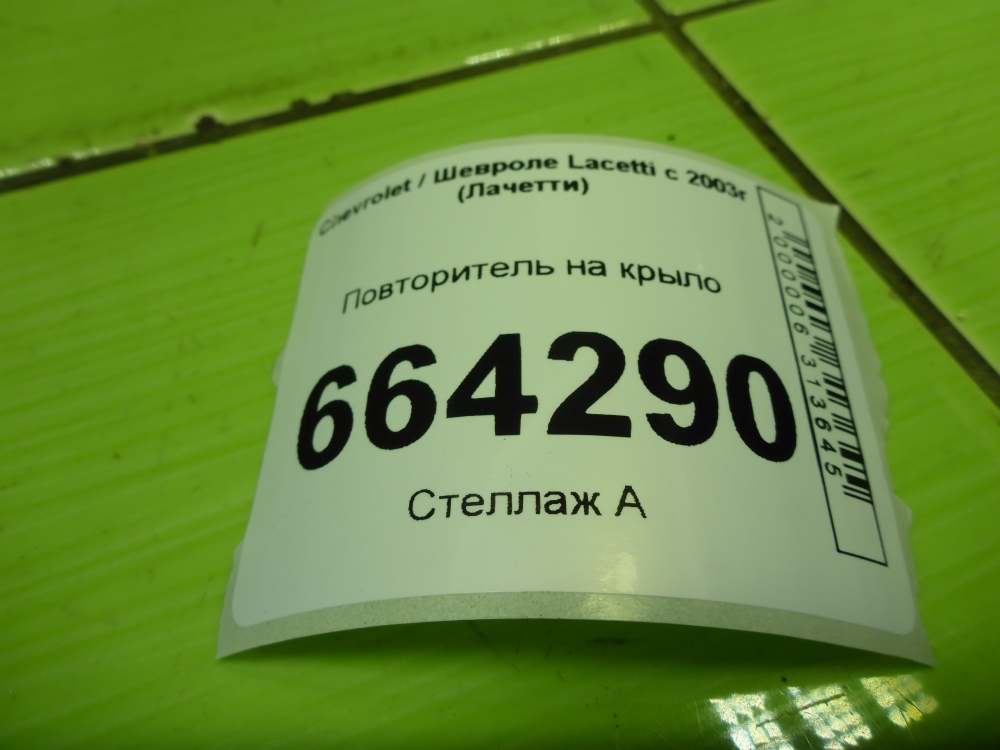 Chevrolet / Шевроле Lacetti с 2003г
(Лачетти)
Повторитель на крыло
664290
Стеллаж А
2000006313645